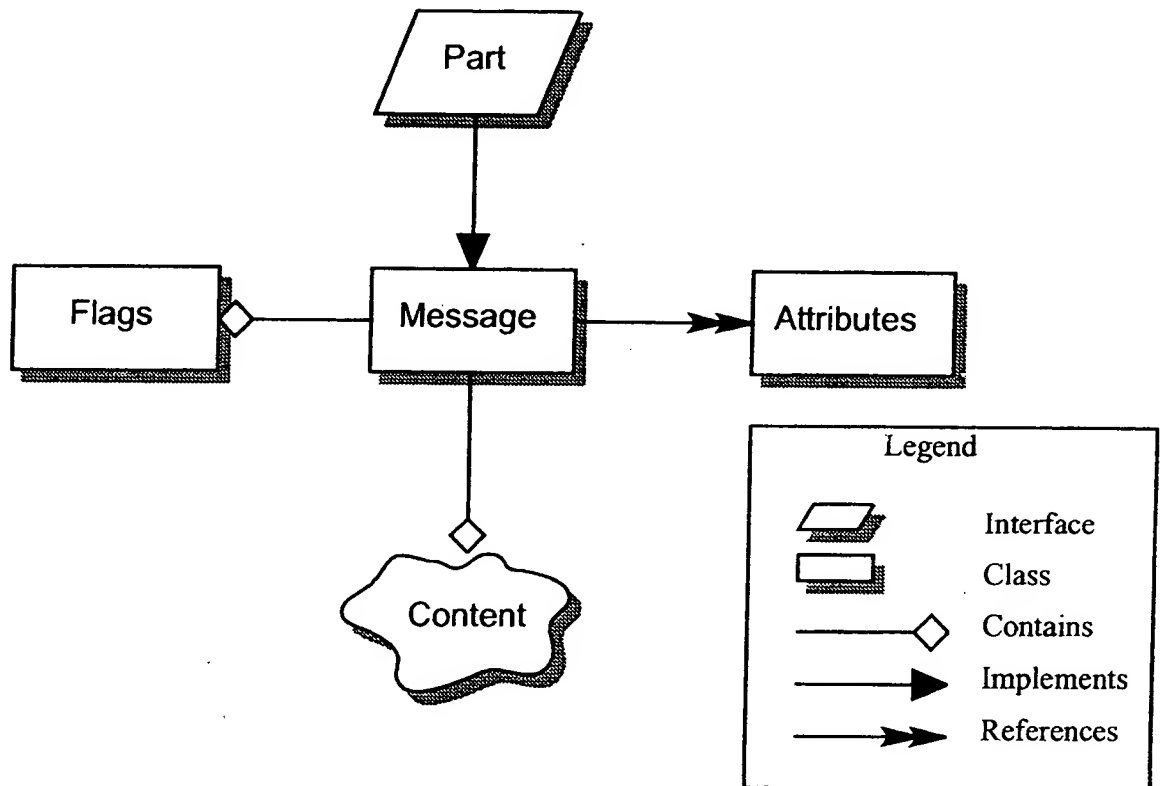 Part
Flags
Message
Attributes
Content
Legend
Interface
Class
Contains
Implements
References